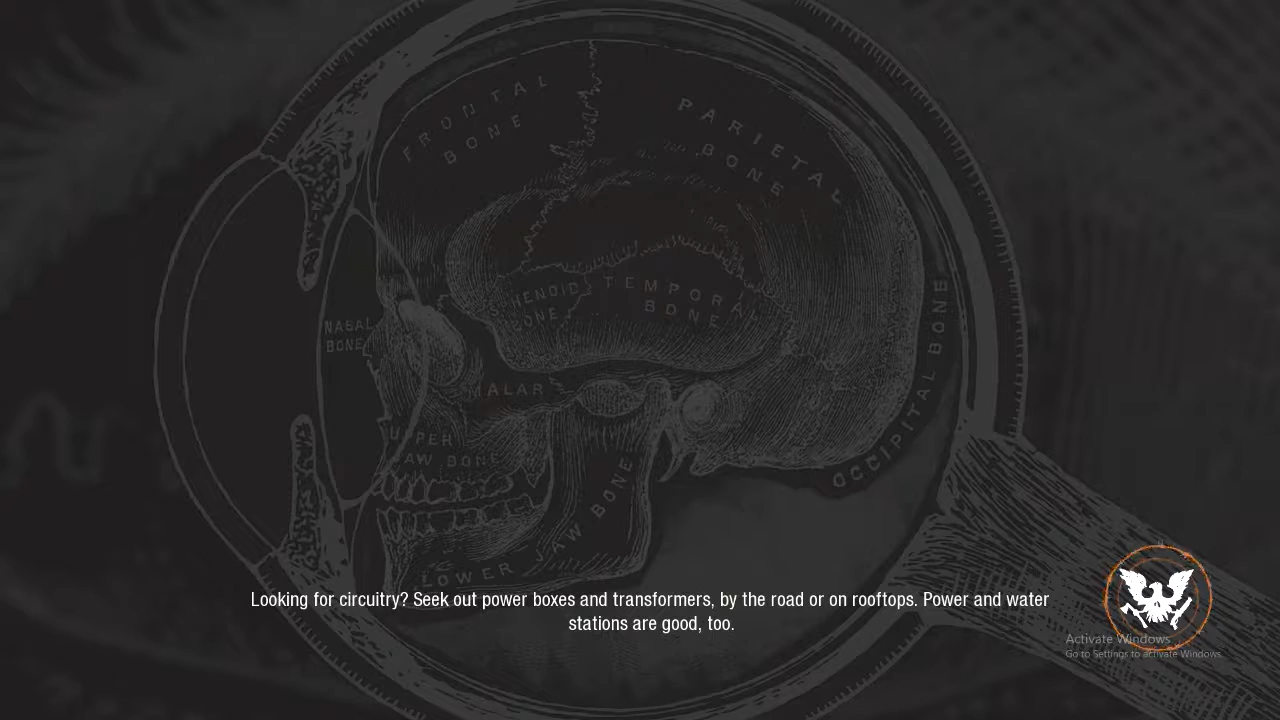 FRONTAL
BONE
PARIETAL
BONE
SPHENOID
BONE
TEMPORAL
BONE
NASAL
BONE
MALAR
UPPER
JAW BONE
OCCIPITAL BONE
LOWER JAW BONE
Looking for circuitry? Seek out power boxes and transformers, by the road or on rooftops. Power and water
stations are good, too.
Activate Windows
Go to Settings to activate Windows.